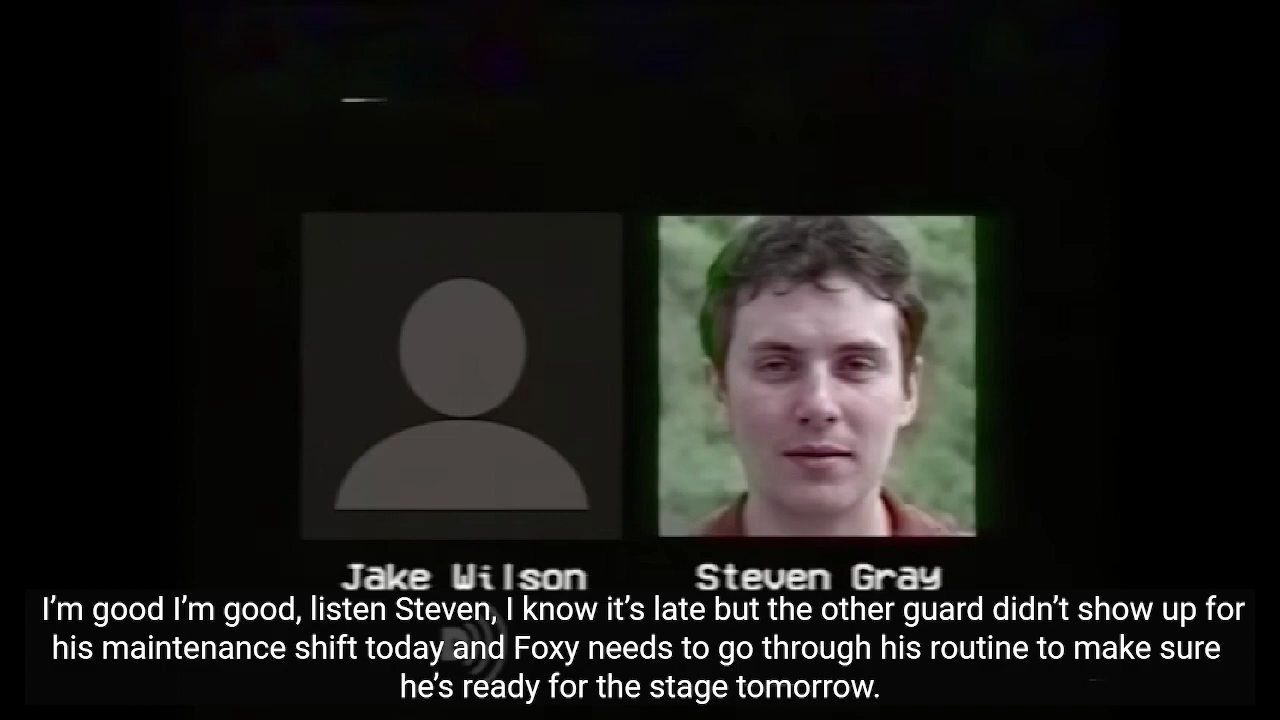 Jake Wilson
Steven Gray
I’m good I’m good, listen Steven, I know it’s late but the other guard didn’t show up for
his maintenance shift today and Foxy needs to go through his routine to make sure
he’s ready for the stage tomorrow.